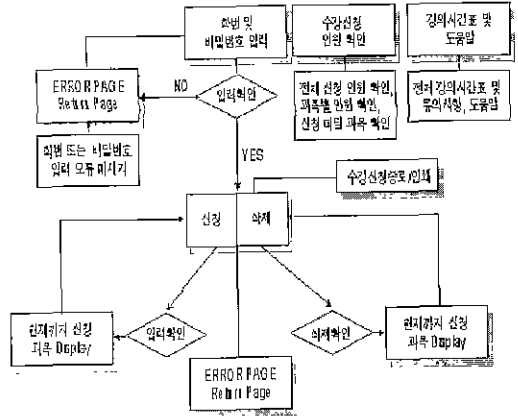 학번 및
비밀번호 입력
수강신청
인원 확인
강의시간표 및
도움말
ERROR PAGE
Return Page
NO
입력확인
전체 신청 인원 확인,
과목별 인원 확인,
신청 미달 과목 확인
전체 강의시간표 및
유의사항, 도움말
학번 또는 비밀번호
입력 오류 메세지
YES
수강신청종료/인쇄
신청
삭제
현재까지 신청
과목 Display
입력확인
삭제확인
현재까지 신청
과목 Display
ERROR PAGE
Return Page